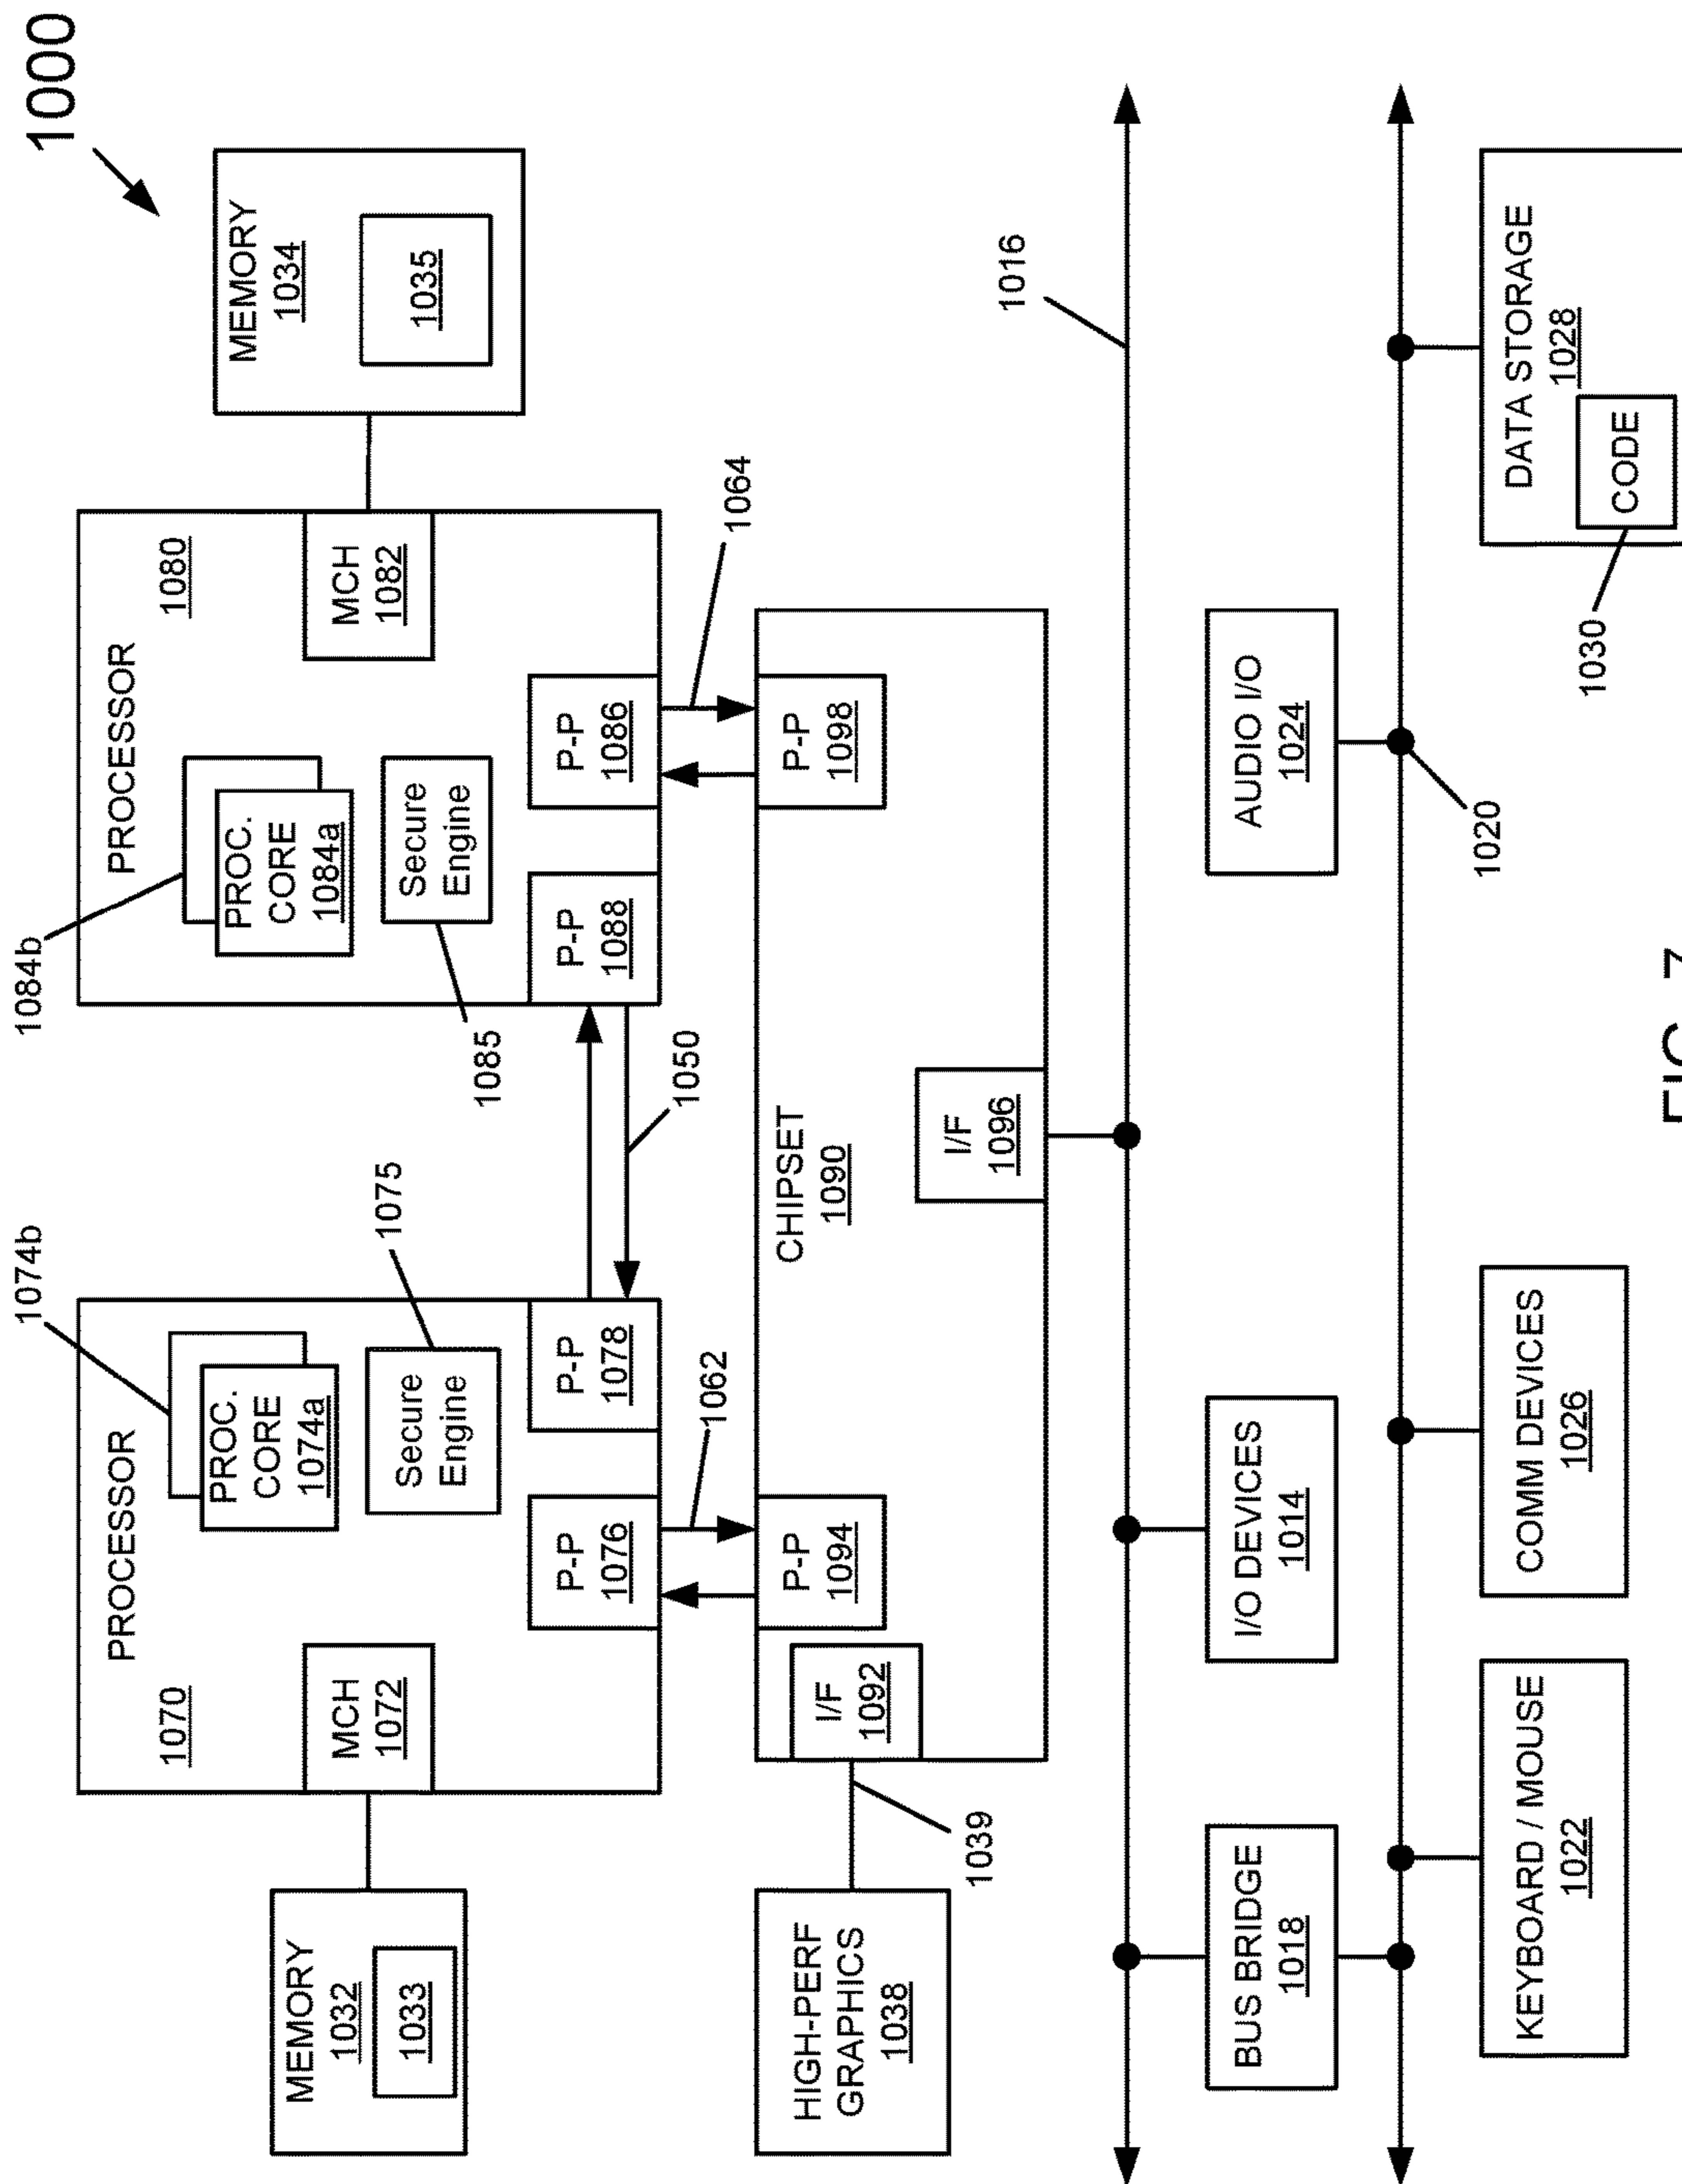 1000
1074b
1084b
PROCESSOR
1070
PROC.
CORE
1074a
Secure
Engine
1075
MCH
1072
P-P
1076
P-P
1078
PROCESSOR
1080
PROC.
CORE
1084a
Secure
Engine
1085
MCH
1082
P-P
1088
P-P
1086
MEMORY
1032
1033
MEMORY
1034
1035
1050
1062
1064
HIGH-PERF
GRAPHICS
1038
1039
I/F
1092
P-P
1094
CHIPSET
1090
P-P
1098
I/F
1096
1016
BUS BRIDGE
1018
I/O DEVICES
1014
AUDIO I/O
1024
1020
KEYBOARD / MOUSE
1022
COMM DEVICES
1026
DATA STORAGE
1028
CODE
1030
FIG. 7